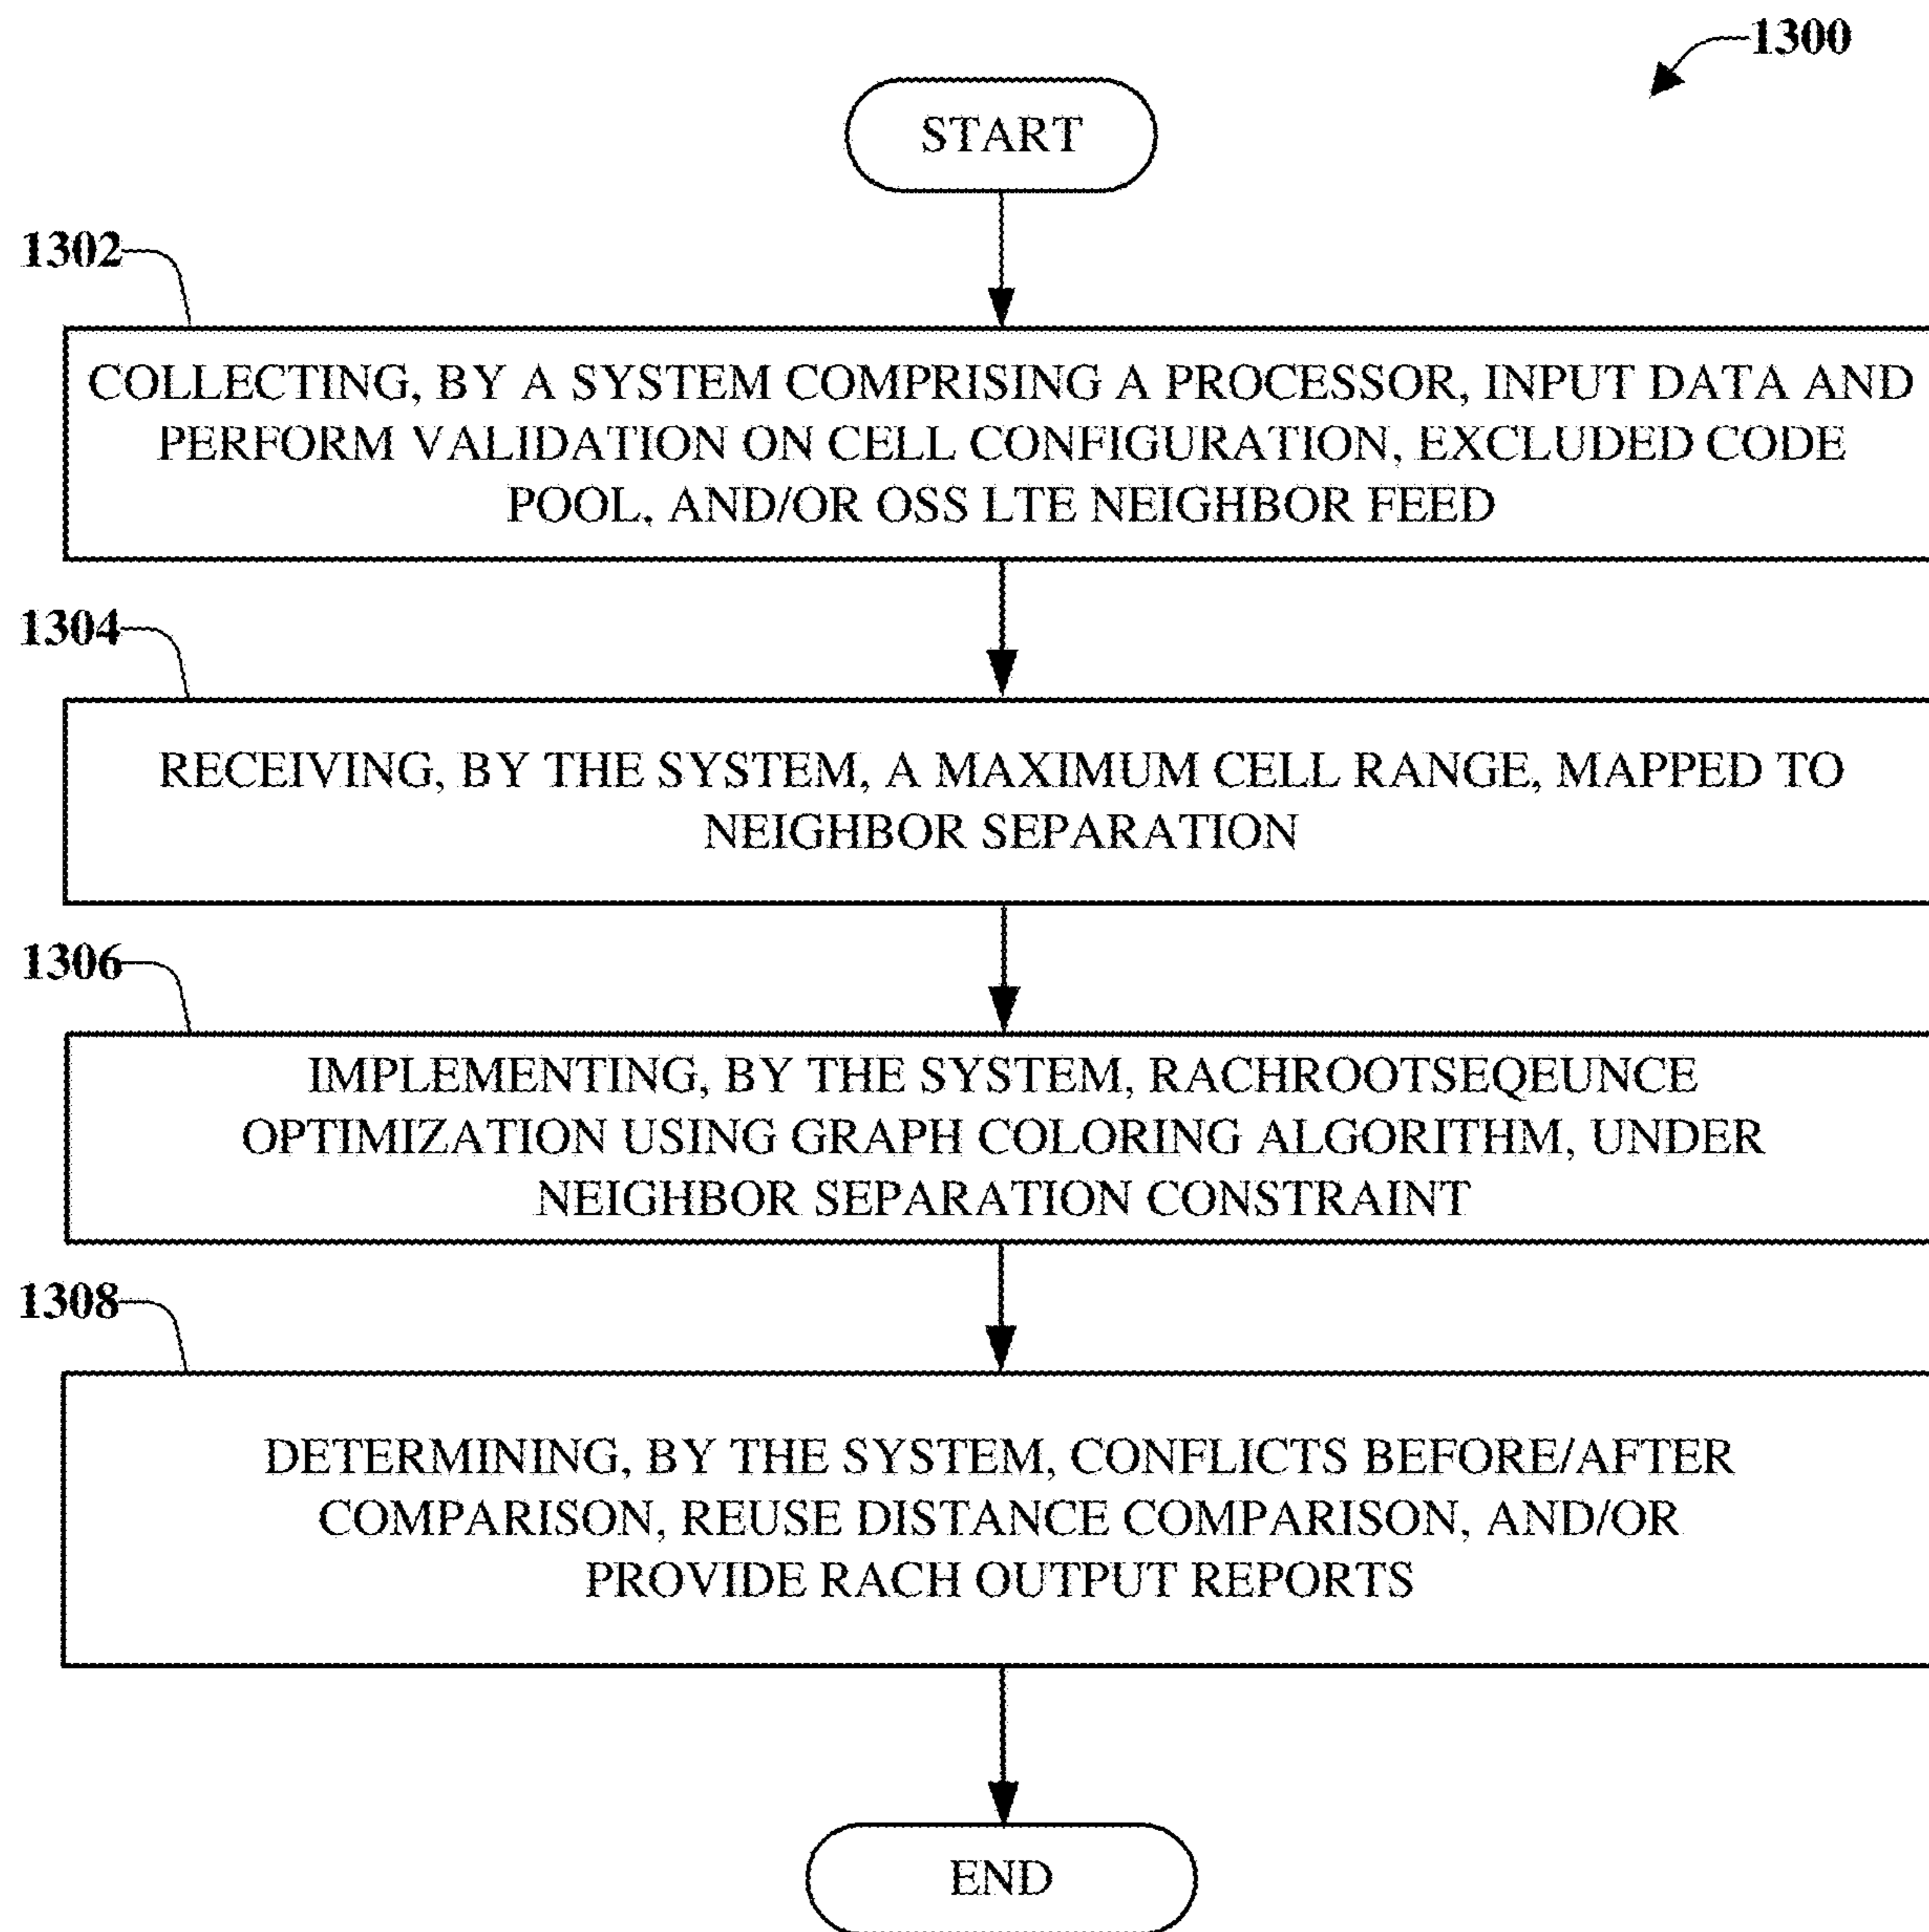 1300
START
1302
COLLECTING, BY A SYSTEM COMPRISING A PROCESSOR, INPUT DATA AND
PERFORM VALIDATION ON CELL CONFIGURATION, EXCLUDED CODE
POOL, AND/OR OSS LTE NEIGHBOR FEED
1304
RECEIVING, BY THE SYSTEM, A MAXIMUM CELL RANGE, MAPPED TO
NEIGHBOR SEPARATION
1306
IMPLEMENTING, BY THE SYSTEM, RACHROOTSEQEUNCE
OPTIMIZATION USING GRAPH COLORING ALGORITHM, UNDER
NEIGHBOR SEPARATION CONSTRAINT
1308
DETERMINING, BY THE SYSTEM, CONFLICTS BEFORE/AFTER
COMPARISON, REUSE DISTANCE COMPARISON, AND/OR
PROVIDE RACH OUTPUT REPORTS
END